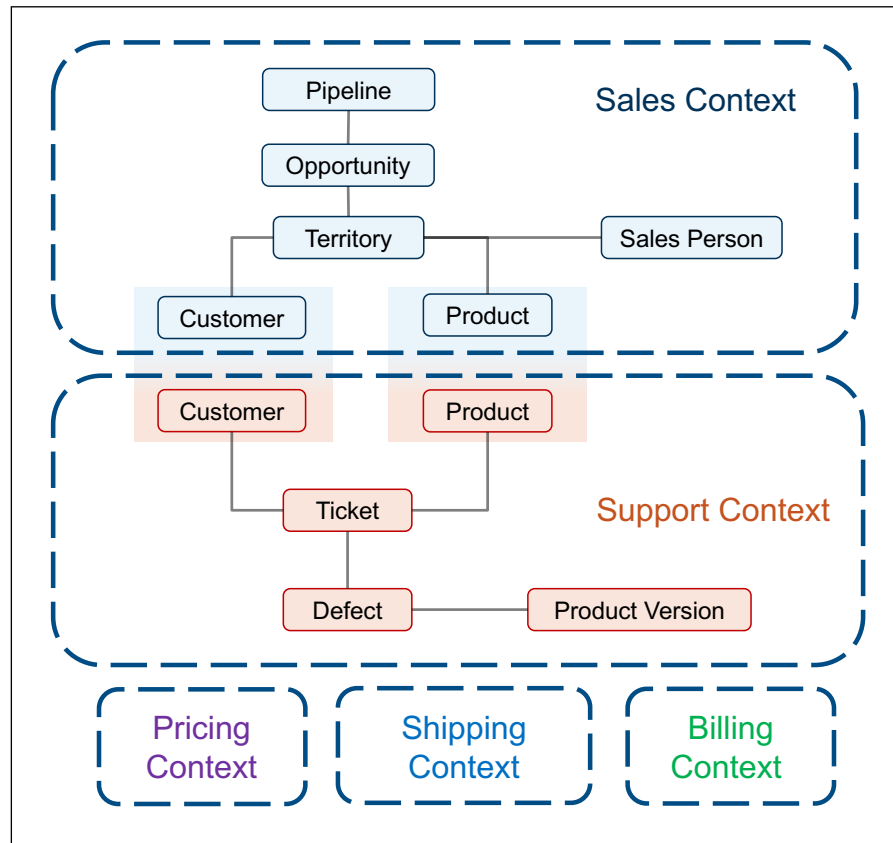 Pipeline
Sales Context
Opportunity
Territory
Sales Person
Customer
Product
Customer
Product
Ticket
Support Context
Defect
Product Version
Pricing
Context
Shipping
Context
Billing
Context